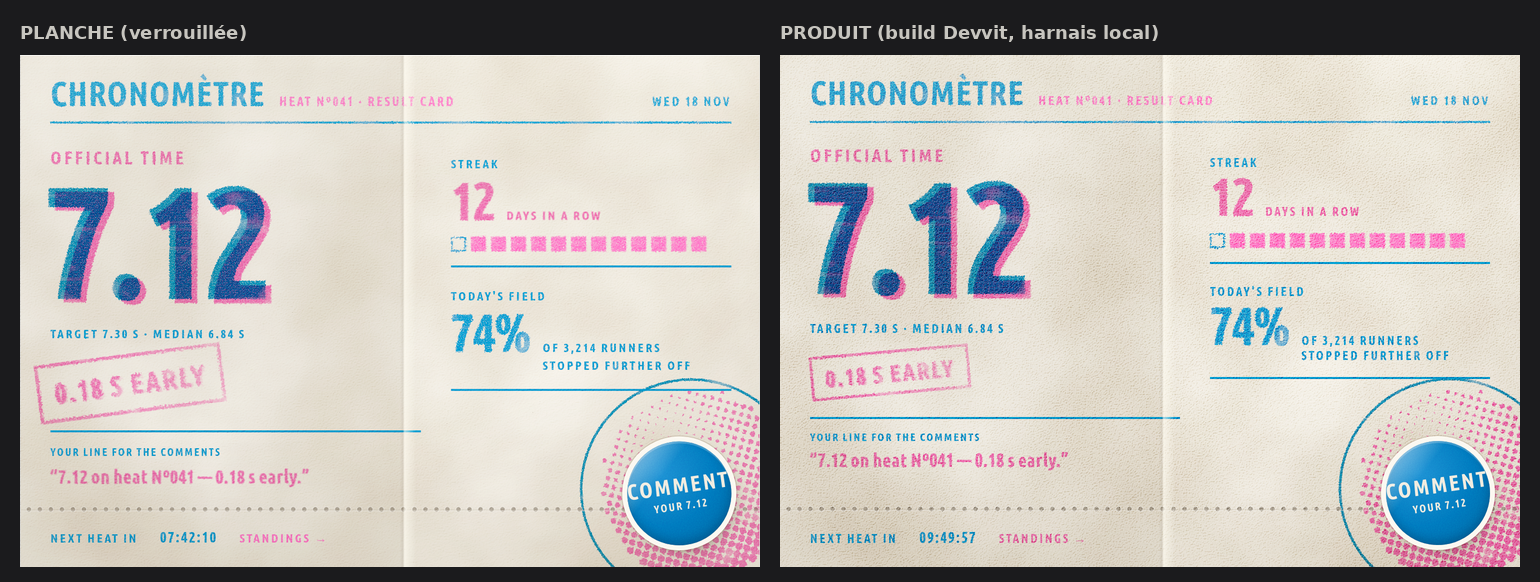 PLANCHE (verrouillée)
CHRONOMÈTRE HEAT Nº041 · RESULT CARD WED 18 NOV
OFFICIAL TIME
7.12
TARGET 7.30 S · MEDIAN 6.84 S
0.18 S EARLY
STREAK
12 DAYS IN A ROW
TODAY'S FIELD
74% OF 3,214 RUNNERS
STOPPED FURTHER OFF
YOUR LINE FOR THE COMMENTS
“7.12 on heat Nº041 — 0.18 s early.”
COMMENT
YOUR 7.12
NEXT HEAT IN 07:42:10 STANDINGS →
PRODUIT (build Devvit, harnais local)
CHRONOMÈTRE HEAT Nº041 · RESULT CARD WED 18 NOV
OFFICIAL TIME
7.12
TARGET 7.30 S · MEDIAN 6.84 S
0.18 S EARLY
STREAK
12 DAYS IN A ROW
TODAY'S FIELD
74% OF 3,214 RUNNERS
STOPPED FURTHER OFF
YOUR LINE FOR THE COMMENTS
“7.12 on heat Nº041 — 0.18 s early.”
COMMENT
YOUR 7.12
NEXT HEAT IN 09:49:57 STANDINGS →